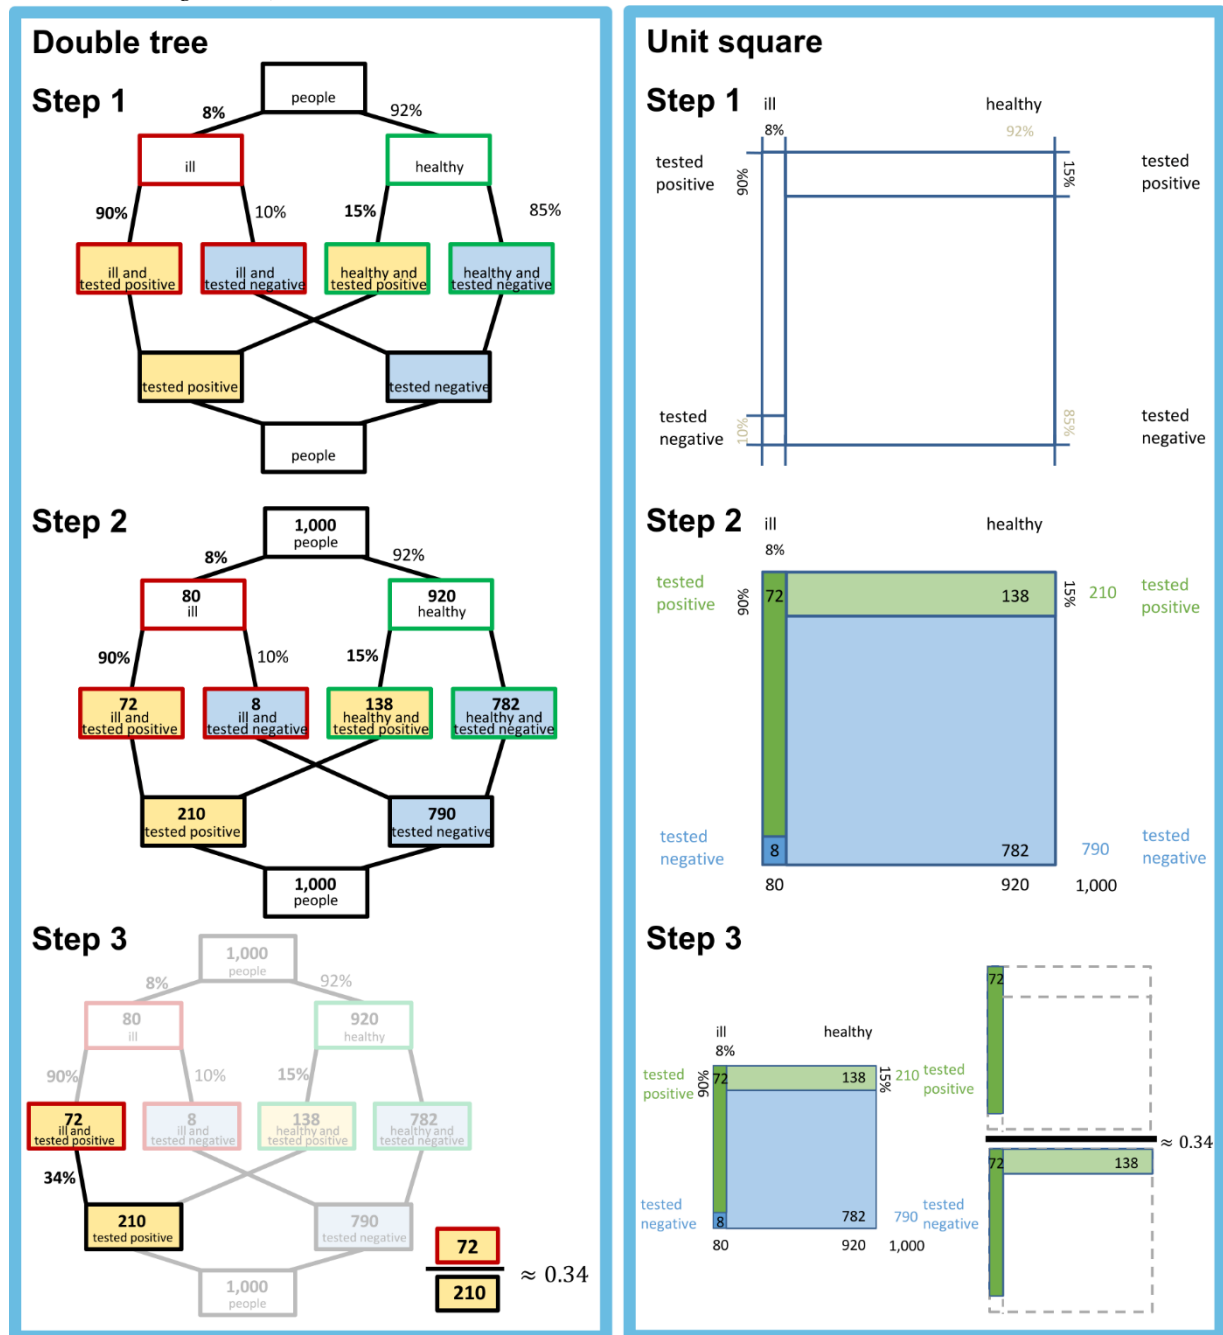 Double tree
Step 1
people
8%
92%
ill
healthy
90%
10%
15%
85%
ill and
tested positive
ill and
tested negative
healthy and
tested positive
healthy and
tested negative
tested positive
tested negative
people
Step 2
1,000
people
8%
92%
80
ill
920
healthy
90%
10%
15%
72
ill and
tested positive
8
ill and
tested negative
138
healthy and
tested positive
782
healthy and
tested negative
210
tested positive
790
tested negative
1,000
people
Step 3
1,000
people
8%
92%
80
ill
920
healthy
90%
10%
15%
72
ill and
tested positive
8
ill and
tested negative
138
healthy and
tested positive
782
healthy and
tested negative
34%
210
tested positive
790
tested negative
1,000
people
72
210
≈ 0.34
Unit square
Step 1
ill
healthy
8%
92%
tested
positive
90%
15%
tested
positive
tested
negative
10%
85%
tested
negative
Step 2
ill
healthy
8%
tested
positive
90%
72
138
15%
210
tested
positive
tested
negative
8
782
790
tested
negative
80
920
1,000
Step 3
ill
healthy
8%
tested
positive
90%
72
138
15%
210
tested
positive
tested
negative
8
782
790
tested
negative
80
920
1,000
72
≈ 0.34
72
138